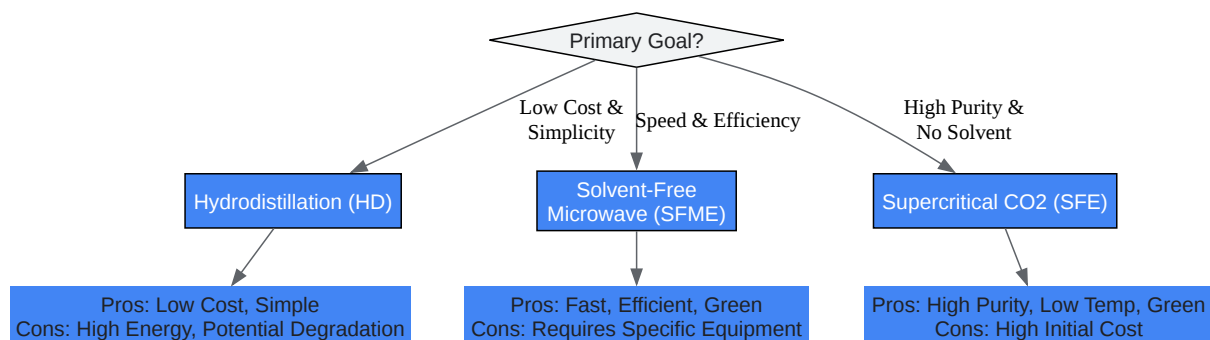 Primary Goal?
Low Cost &
Simplicity
Speed & Efficiency
High Purity &
No Solvent
Hydrodistillation (HD)
Solvent-Free
Microwave (SFME)
Supercritical CO2 (SFE)
Pros: Low Cost, Simple
Cons: High Energy, Potential Degradation
Pros: Fast, Efficient, Green
Cons: Requires Specific Equipment
Pros: High Purity, Low Temp, Green
Cons: High Initial Cost